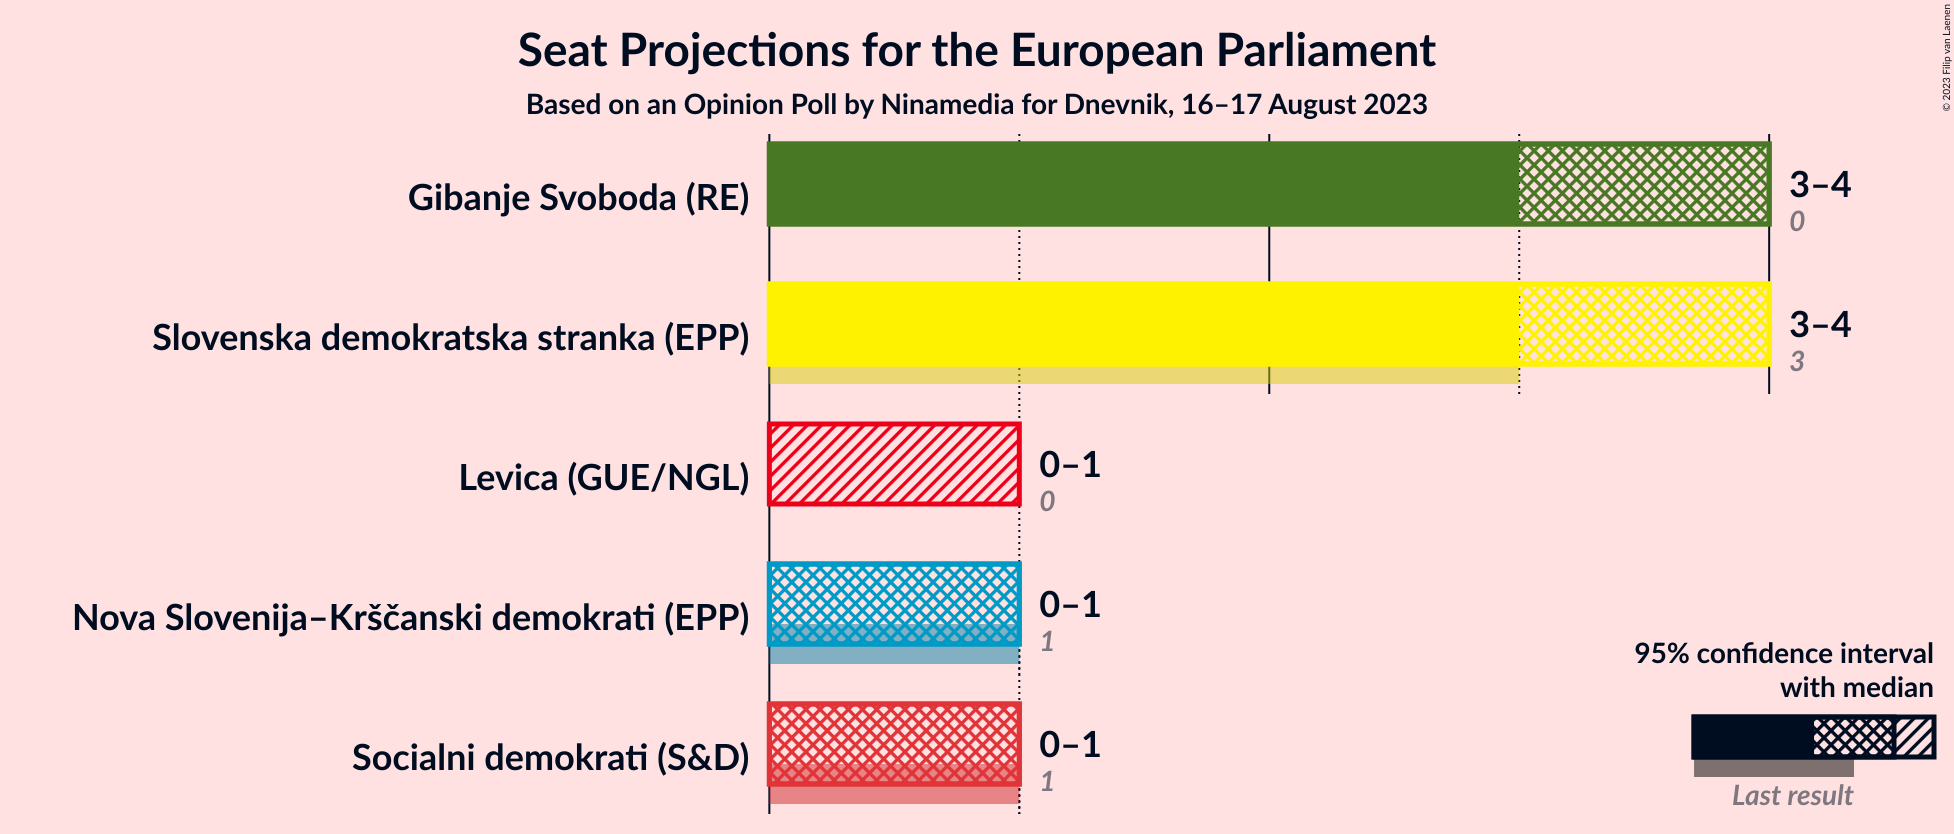 Seat Projections for the European Parliament
Based on an Opinion Poll by Ninamedia for Dnevnik, 16–17 August 2023
© 2023 Filip van Laenen
Gibanje Svoboda (RE)
3–4
0
Slovenska demokratska stranka (EPP)
3–4
3
Levica (GUE/NGL)
0–1
0
Nova Slovenija–Krščanski demokrati (EPP)
0–1
1
Socialni demokrati (S&D)
0–1
1
95% confidence interval
with median
Last result